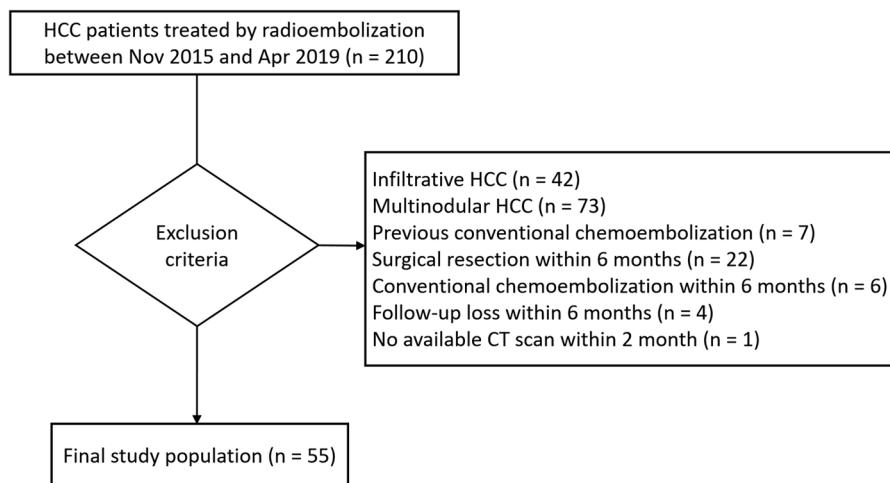 HCC patients treated by radioembolization
between Nov 2015 and Apr 2019 (n = 210)
Exclusion
criteria
Infiltrative HCC (n = 42)
Multinodular HCC (n = 73)
Previous conventional chemoembolization (n = 7)
Surgical resection within 6 months (n = 22)
Conventional chemoembolization within 6 months (n = 6)
Follow-up loss within 6 months (n = 4)
No available CT scan within 2 month (n = 1)
Final study population (n = 55)